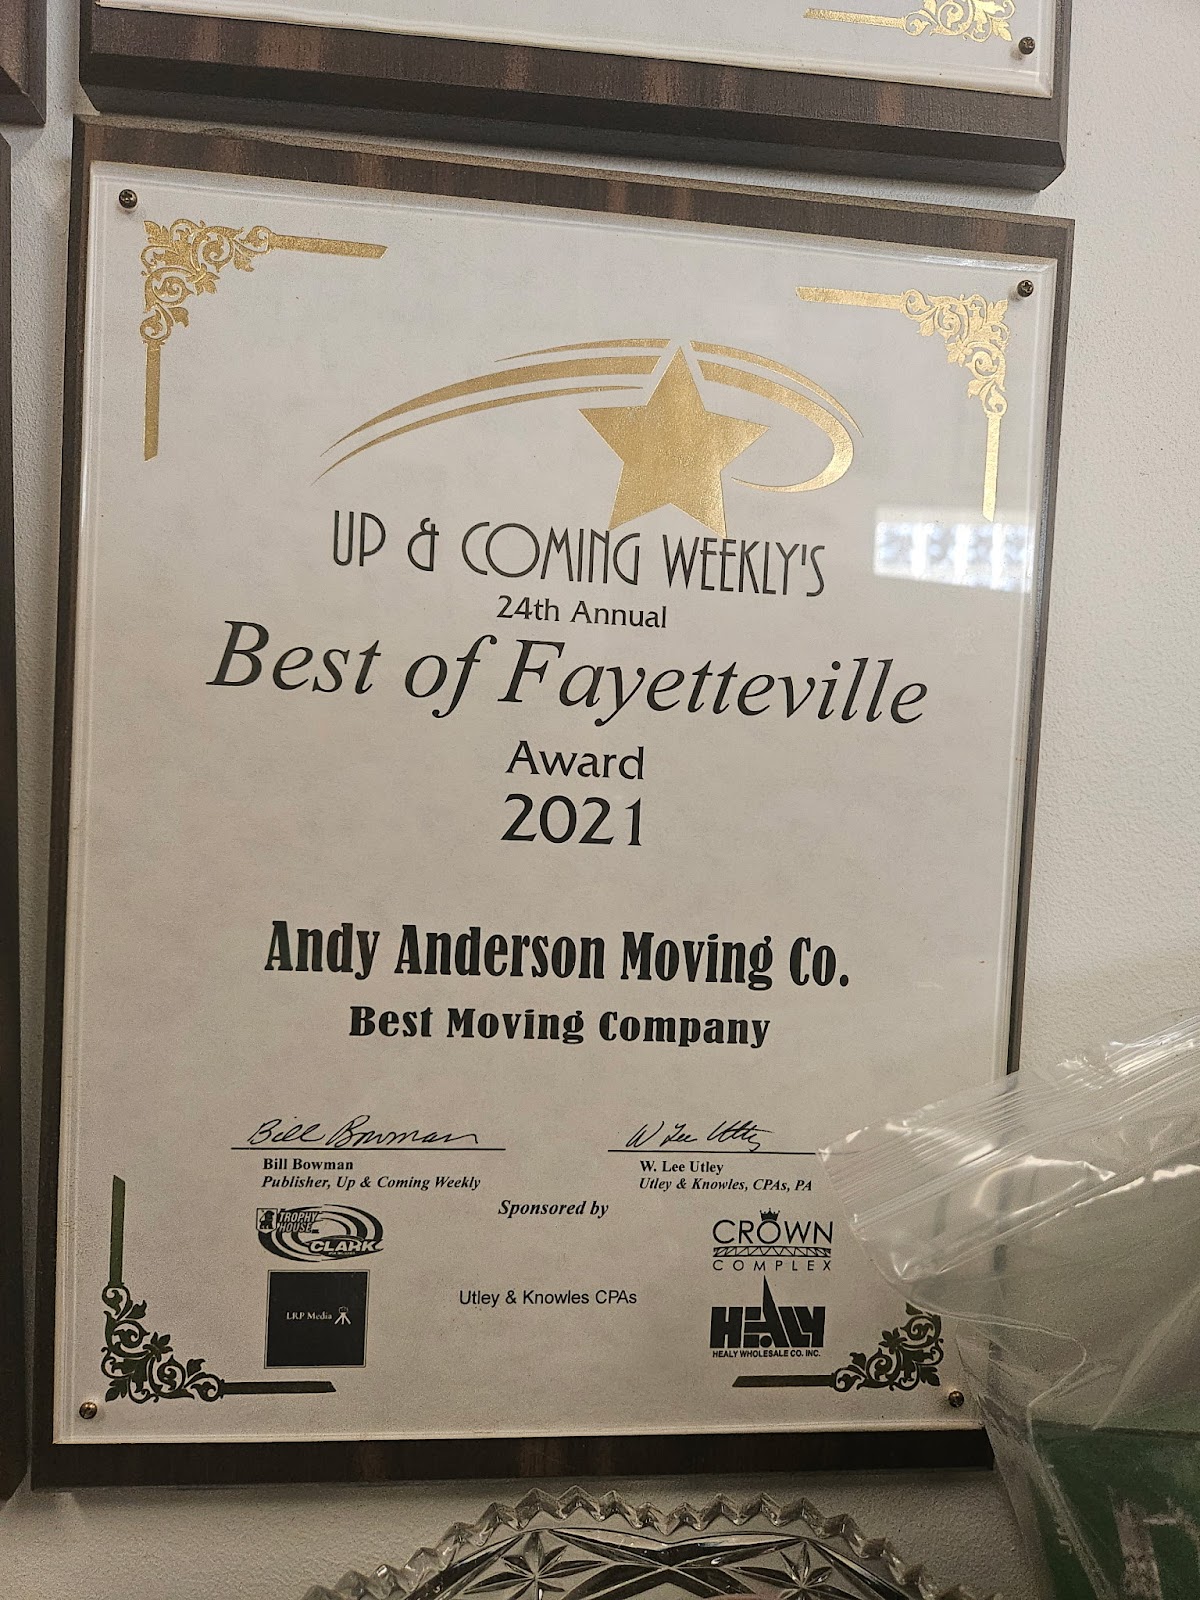 UP & COMING WEEKLY'S
24th Annual
Best of Fayetteville
Award
2021
Andy Anderson Moving Co.
Best Moving Company
Bill Bowman
W Lee Utley
Bill Bowman
Publisher, Up & Coming Weekly
W. Lee Utley
Utley & Knowles, CPAs, PA
Sponsored by
TROPHY
HOUSE
CLARK
CROWN
COMPLEX
LRP Media
Utley & Knowles CPAs
HEALY
HEALY WHOLESALE CO. INC.